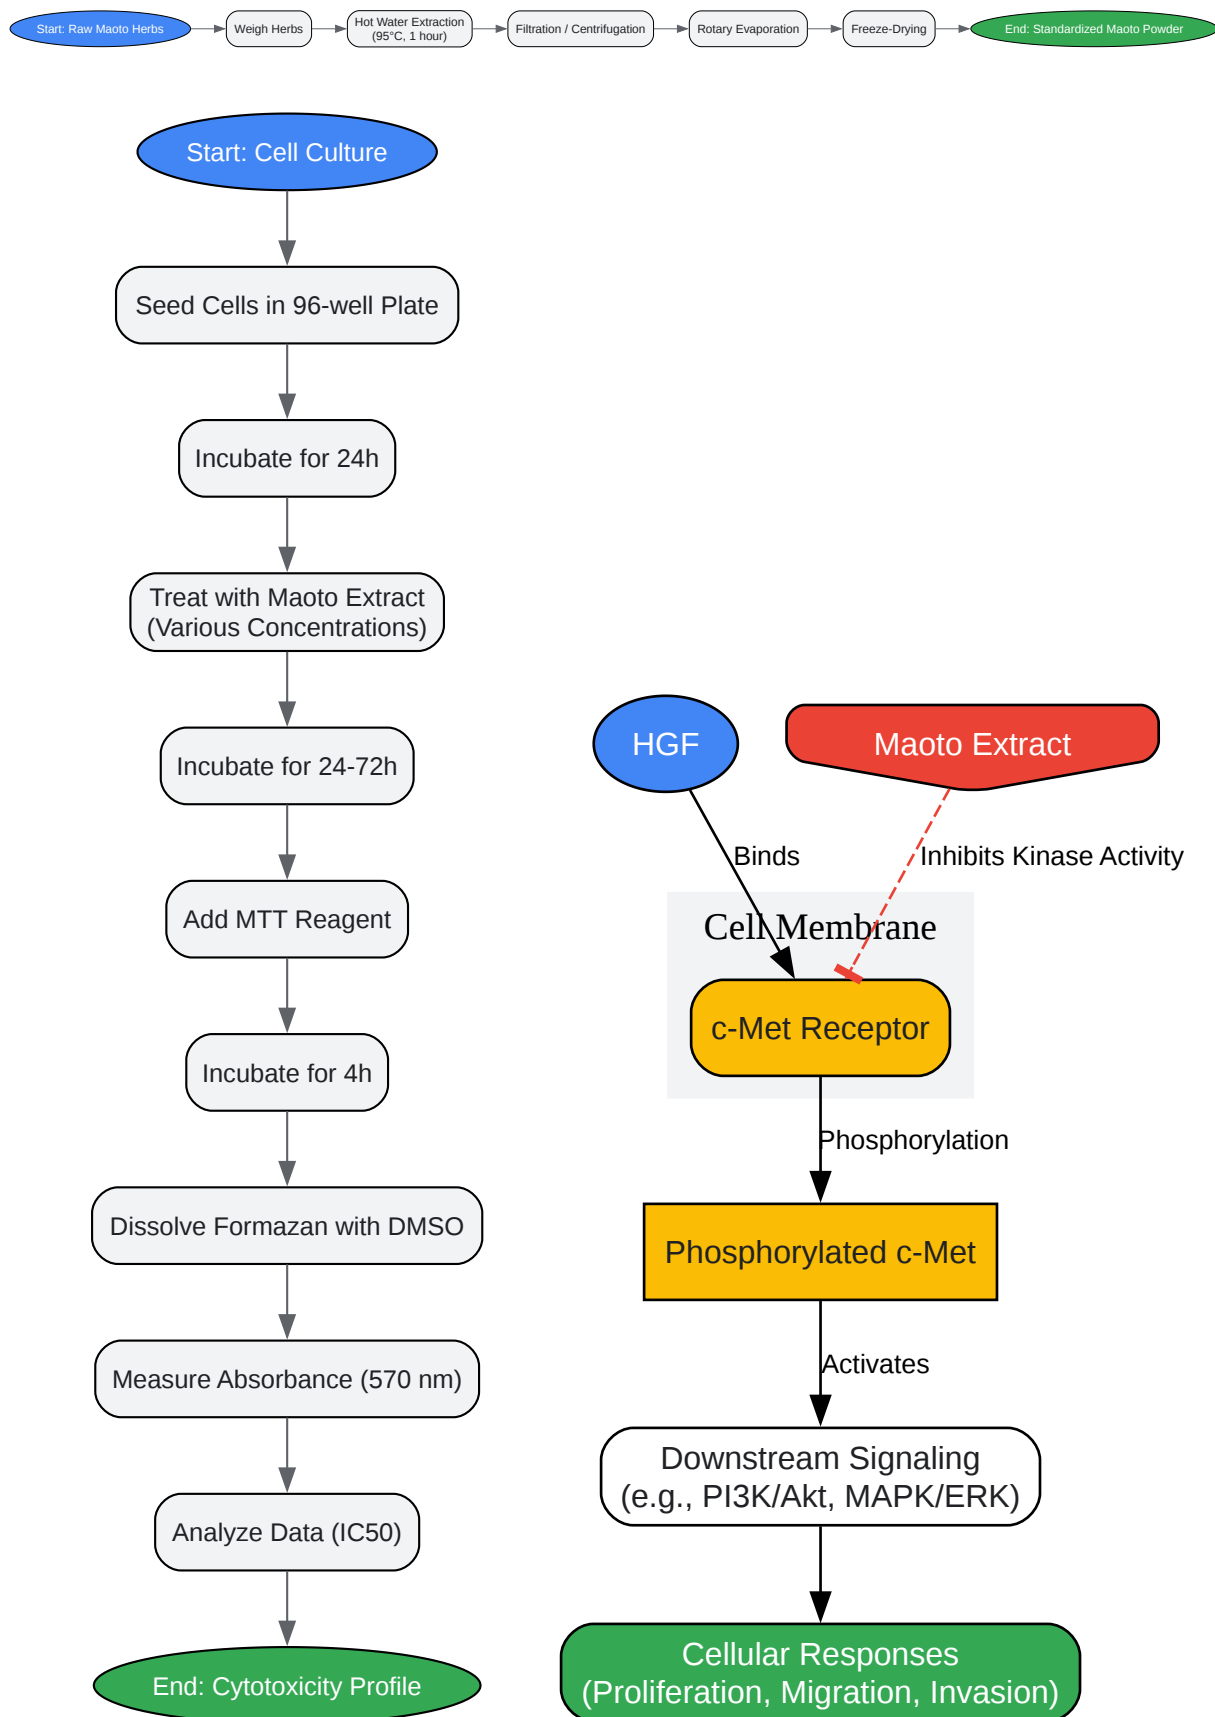 Start: Raw Maoto Herbs
Weigh Herbs
Hot Water Extraction
(95°C, 1 hour)
Filtration / Centrifugation
Rotary Evaporation
Freeze-Drying
End: Standardized Maoto Powder
Start: Cell Culture
Seed Cells in 96-well Plate
Incubate for 24h
Treat with Maoto Extract
(Various Concentrations)
Incubate for 24-72h
Add MTT Reagent
Incubate for 4h
Dissolve Formazan with DMSO
Measure Absorbance (570 nm)
Analyze Data (IC50)
End: Cytotoxicity Profile
HGF
Maoto Extract
Binds
Inhibits Kinase Activity
Cell Membrane
c-Met Receptor
Phosphorylation
Phosphorylated c-Met
Activates
Downstream Signaling
(e.g., PI3K/Akt, MAPK/ERK)
Cellular Responses
(Proliferation, Migration, Invasion)